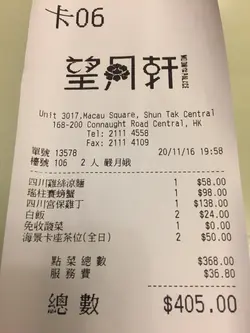 卡06
望月軒
Unit 3017,Macau Square, Shun Tak Central
168-200 Connaught Road Central, HK
Tel: 2111 4558
Fax: 2111 4109
單號 13578 20/11/16 19:58
檯號 106 2 人 嚴月娥
四川雞絲涼麵 1 $58.00
瑤柱賽螃蟹 1 $98.00
四川宮保雞丁 1 $138.00
白飯 2 $24.00
免收酸菜 1 $0.00
海景卡座茶位(全日) 2 $50.00
點菜總數 $368.00
服務費 $36.80
總數 $405.00